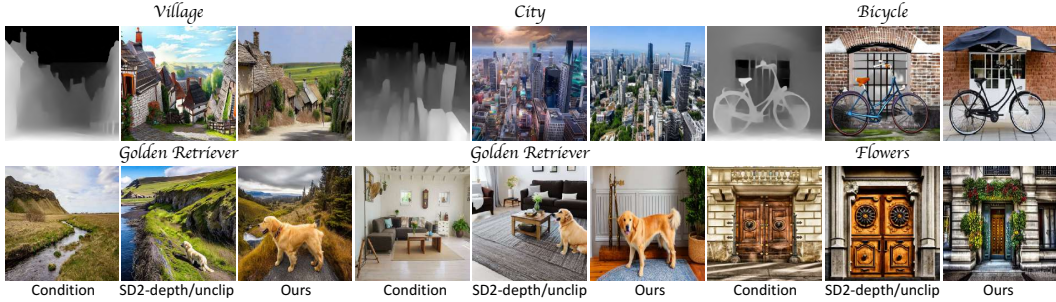 Village City Bicycle
Golden Retriever Golden Retriever Flowers
Condition SD2-depth/unclip Ours Condition SD2-depth/unclip Ours Condition SD2-depth/unclip Ours